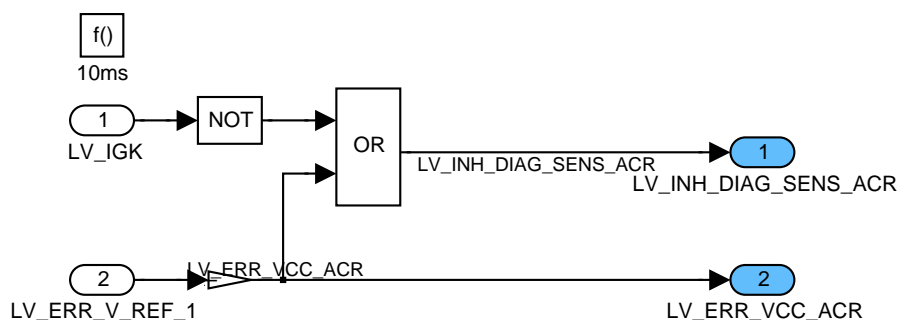 f()
10ms
1
LV_IGK
NOT
OR
LV_INH_DIAG_SENS_ACR
1
LV_INH_DIAG_SENS_ACR
2
LV_ERR_V_REF_1
LV_ERR_VCC_ACR
2
LV_ERR_VCC_ACR